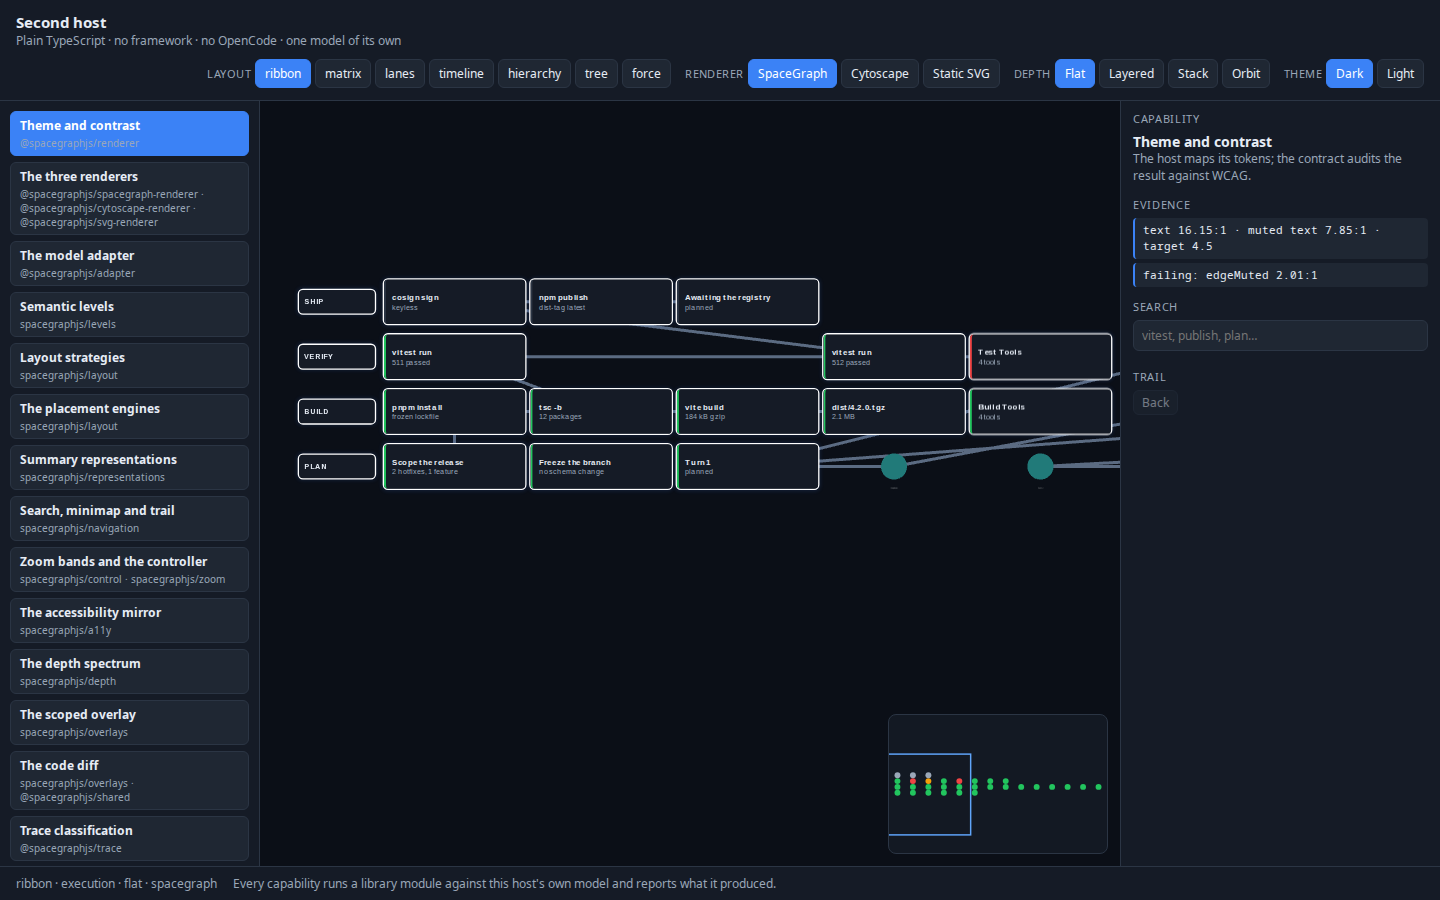 Second host
Plain TypeScript · no framework · no OpenCode · one model of its own
LAYOUT ribbon matrix lanes timeline hierarchy tree force RENDERER SpaceGraph Cytoscape Static SVG DEPTH Flat Layered Stack Orbit THEME Dark Light
Theme and contrast
@spacegraphjs/renderer
The three renderers
@spacegraphjs/spacegraph-renderer ·
@spacegraphjs/cytoscape-renderer ·
@spacegraphjs/svg-renderer
The model adapter
@spacegraphjs/adapter
Semantic levels
spacegraphjs/levels
Layout strategies
spacegraphjs/layout
The placement engines
spacegraphjs/layout
Summary representations
spacegraphjs/representations
Search, minimap and trail
spacegraphjs/navigation
Zoom bands and the controller
spacegraphjs/control · spacegraphjs/zoom
The accessibility mirror
spacegraphjs/a11y
The depth spectrum
spacegraphjs/depth
The scoped overlay
spacegraphjs/overlays
The code diff
spacegraphjs/overlays ·
@spacegraphjs/shared
Trace classification
@spacegraphjs/trace
SHIP
cosign sign
keyless
npm publish
dist-tag latest
Awaiting the registry
planned
VERIFY
vitest run
511 passed
vitest run
512 passed
Test Tools
4 tools
BUILD
pnpm install
frozen lockfile
tsc -b
12 packages
vite build
184 kB gzip
dist/4.2.0.tgz
2.1 MB
Build Tools
4 tools
PLAN
Scope the release
2 hotfixes, 1 feature
Freeze the branch
no schema change
Turn 1
planned
CAPABILITY
Theme and contrast
The host maps its tokens; the contract audits the
result against WCAG.
EVIDENCE
text 16.15:1 · muted text 7.85:1 ·
target 4.5
failing: edgeMuted 2.01:1
SEARCH
vitest, publish, plan…
TRAIL
Back
ribbon · execution · flat · spacegraph Every capability runs a library module against this host's own model and reports what it produced.